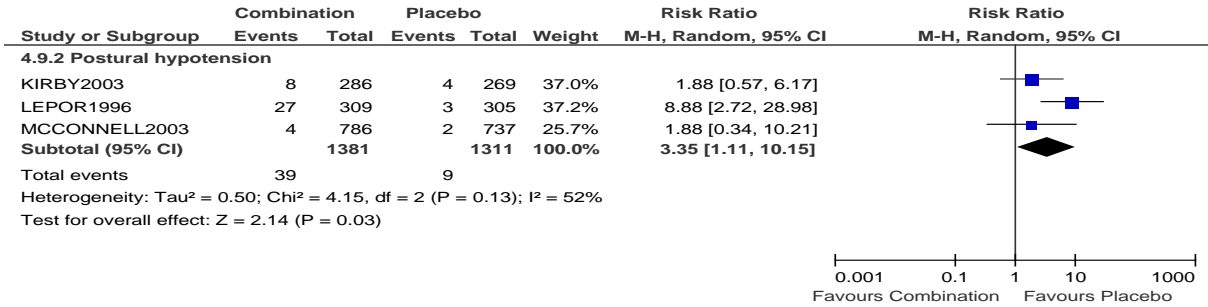 Combination Placebo Risk Ratio Risk Ratio
Study or Subgroup Events Total Events Total Weight M-H, Random, 95% CI M-H, Random, 95% CI
4.9.2 Postural hypotension
KIRBY2003 8 286 4 269 37.0% 1.88 [0.57, 6.17]
LEPOR1996 27 309 3 305 37.2% 8.88 [2.72, 28.98]
MCCONNELL2003 4 786 2 737 25.7% 1.88 [0.34, 10.21]
Subtotal (95% CI) 1381 1311 100.0% 3.35 [1.11, 10.15]
Total events 39 9
Heterogeneity: Tau² = 0.50; Chi² = 4.15, df = 2 (P = 0.13); I² = 52%
Test for overall effect: Z = 2.14 (P = 0.03)
0.001 0.1 1 10 1000
Favours Combination Favours Placebo